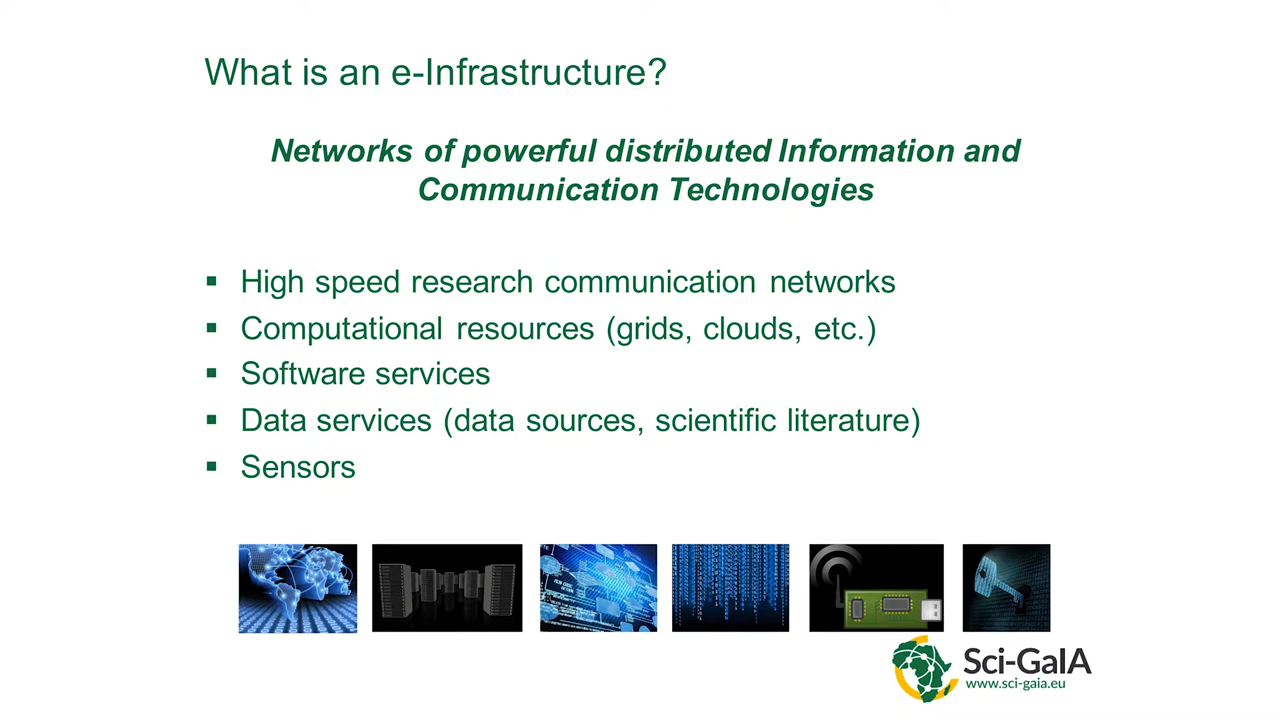 What is an e-Infrastructure?
Networks of powerful distributed Information and
Communication Technologies
▪ High speed research communication networks
▪ Computational resources (grids, clouds, etc.)
▪ Software services
▪ Data services (data sources, scientific literature)
▪ Sensors
Sci-GaIA
www.sci-gaia.eu